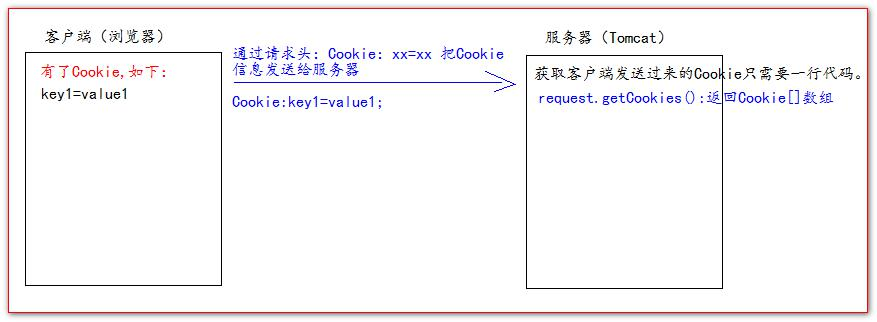 客户端（浏览器）
有了Cookie,如下:
key1=value1
通过请求头: Cookie: xx=xx 把Cookie
信息发送给服务器
Cookie:key1=value1;
服务器（Tomcat）
获取客户端发送过来的Cookie只需要一行代码。
request.getCookies():返回Cookie[]数组